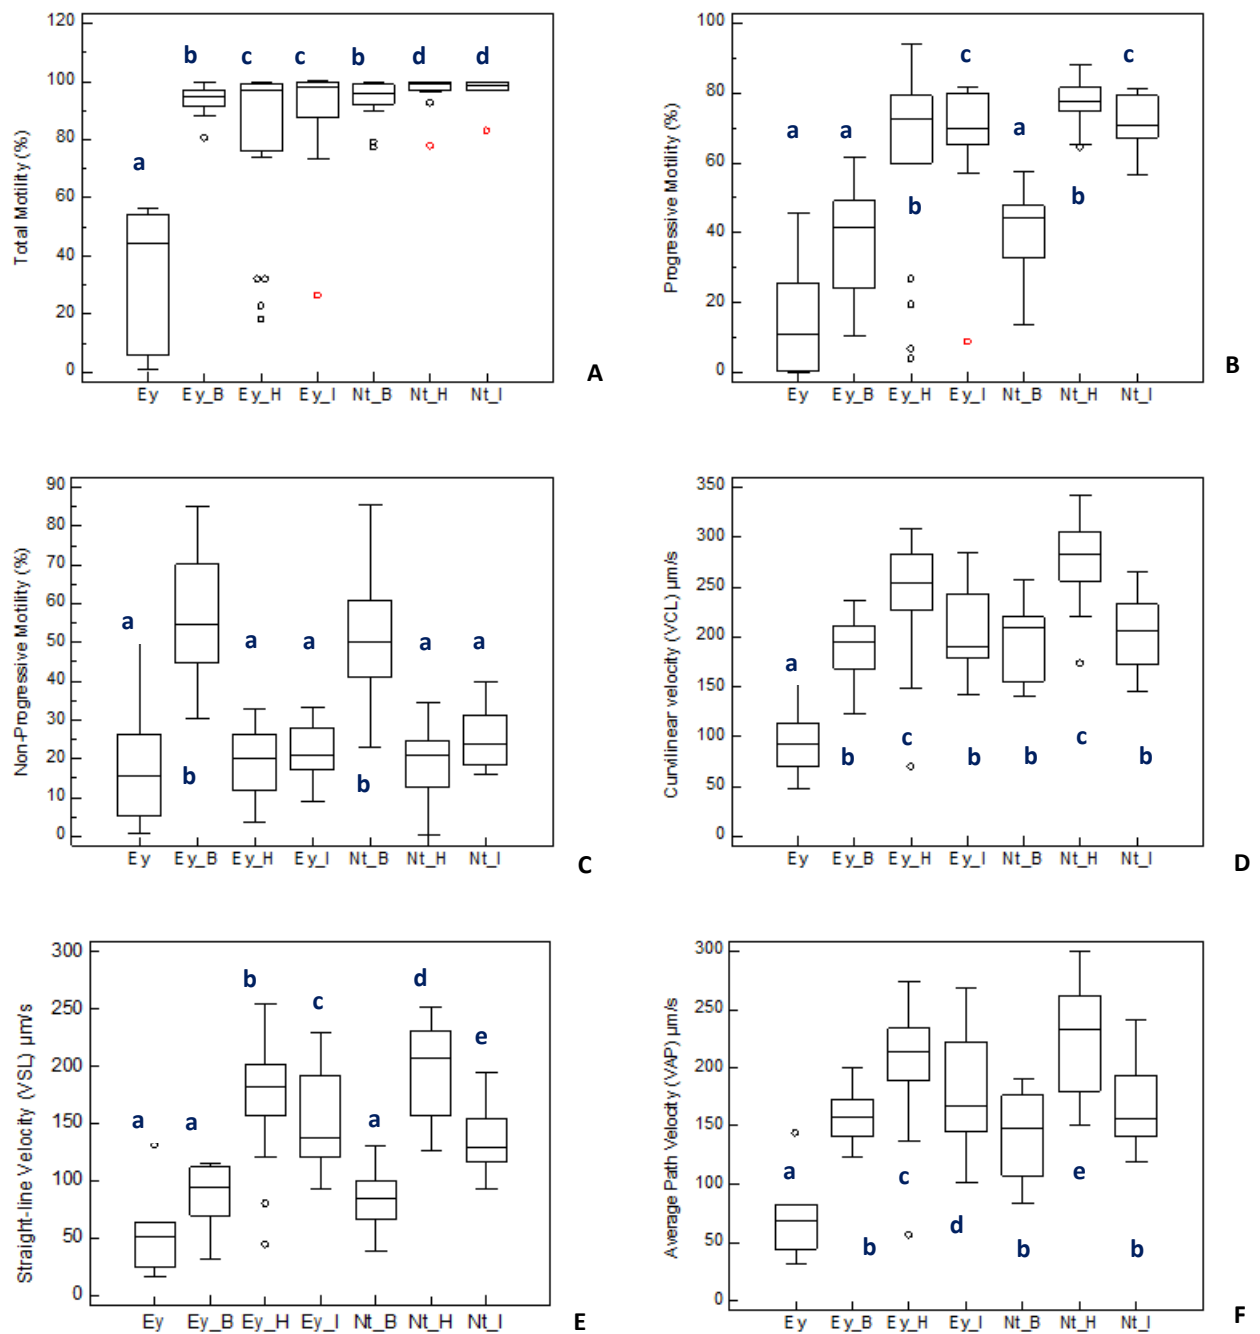 Total Motility (%)
120
100
80
60
40
20
0
a
b
c
c
b
d
d
Ey Ey_B Ey_H Ey_I Nt_B Nt_H Nt_I
A
Progressive Motility (%)
100
80
60
40
20
0
a
a
b
c
a
b
c
Ey Ey_B Ey_H Ey_I Nt_B Nt_H Nt_I
B
Non-Progressive Motility (%)
90
80
70
60
50
40
30
20
10
0
a
b
a
a
b
a
a
Ey Ey_B Ey_H Ey_I Nt_B Nt_H Nt_I
C
Curvilinear velocity (VCL) µm/s
350
300
250
200
150
100
50
0
a
b
c
b
b
c
b
Ey Ey_B Ey_H Ey_I Nt_B Nt_H Nt_I
D
Straight-line Velocity (VSL) µm/s
300
250
200
150
100
50
0
a
a
b
c
a
d
e
Ey Ey_B Ey_H Ey_I Nt_B Nt_H Nt_I
E
Average Path Velocity (VAP) µm/s
300
250
200
150
100
50
0
a
b
c
d
b
e
b
Ey Ey_B Ey_H Ey_I Nt_B Nt_H Nt_I
F